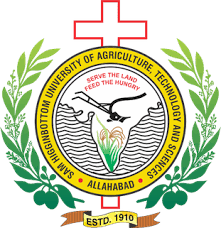 SAM HIGGINBOTTOM UNIVERSITY OF AGRICULTURE, TECHNOLOGY AND SCIENCES
SERVE THE LAND
FEED THE HUNGRY
• ALLAHABAD •
ESTD. 1910